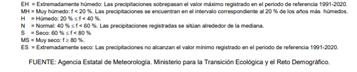 EH = Extremadamente húmedo: Las precipitaciones sobrepasan el valor máximo registrado en el periodo de referencia 1991-2020.
MH = Muy húmedo: f < 20 %. Las precipitaciones se encuentran en el intervalo correspondiente al 20 % de los años más húmedos.
H = Húmedo: 20 % ≤ f < 40 %.
N = Normal: 40 % ≤ f < 60 %. Las precipitaciones registradas se sitúan alrededor de la mediana.
S = Seco: 60 % ≤ f < 80 %
MS = Muy seco: f ≥ 80 %.
ES = Extremadamente seco: Las precipitaciones no alcanzan el valor mínimo registrado en el periodo de referencia 1991-2020.
FUENTE: Agencia Estatal de Meteorología. Ministerio para la Transición Ecológica y el Reto Demográfico.